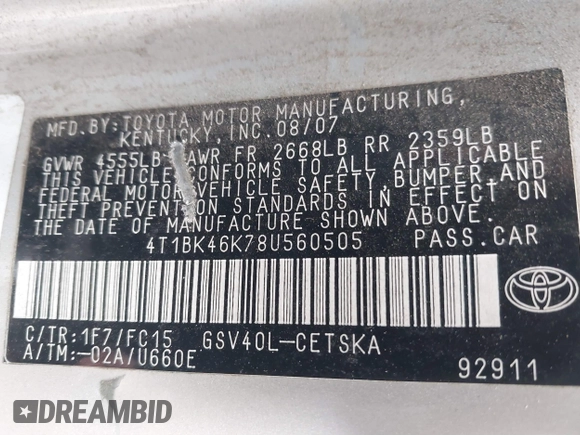 MFD.BY:TOYOTA MOTOR MANUFACTURING,
KENTUCKY, INC. 08/07
GVWR 4555LB GAWR FR 2668LB RR 2359LB
THIS VEHICLE CONFORMS TO ALL APPLICABLE
FEDERAL MOTOR VEHICLE SAFETY, BUMPER, AND
THEFT PREVENTION STANDARDS IN EFFECT ON
THE DATE OF MANUFACTURE SHOWN ABOVE.
4T1BK46K78U560505 PASS.CAR
C/TR:1F7/FC15 GSV40L-CETSKA
A/TM:-02A/U660E
92911
DREAMBID